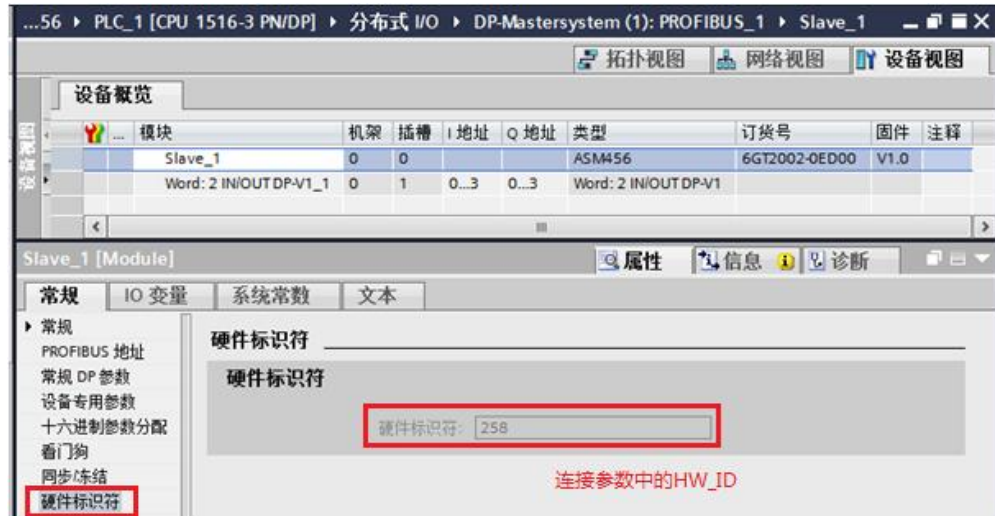 ...56 ▸ PLC_1 [CPU 1516-3 PN/DP] ▸ 分布式 I/O ▸ DP-Mastersystem (1): PROFIBUS_1 ▸ Slave_1
拓扑视图 网络视图 设备视图
设备概览
... 模块 机架 插槽 I 地址 Q 地址 类型 订货号 固件 注释
Slave_1 0 0 ASM456 6GT2002-0ED00 V1.0
Word: 2 IN/OUT DP-V1_1 0 1 0...3 0...3 Word: 2 IN/OUT DP-V1
Slave_1 [Module] 属性 信息 诊断
常规 IO 变量 系统常数 文本
常规
PROFIBUS 地址
常规 DP 参数
设备专用参数
十六进制参数分配
看门狗
同步/冻结
硬件标识符
硬件标识符
硬件标识符
硬件标识符: 258
连接参数中的HW_ID